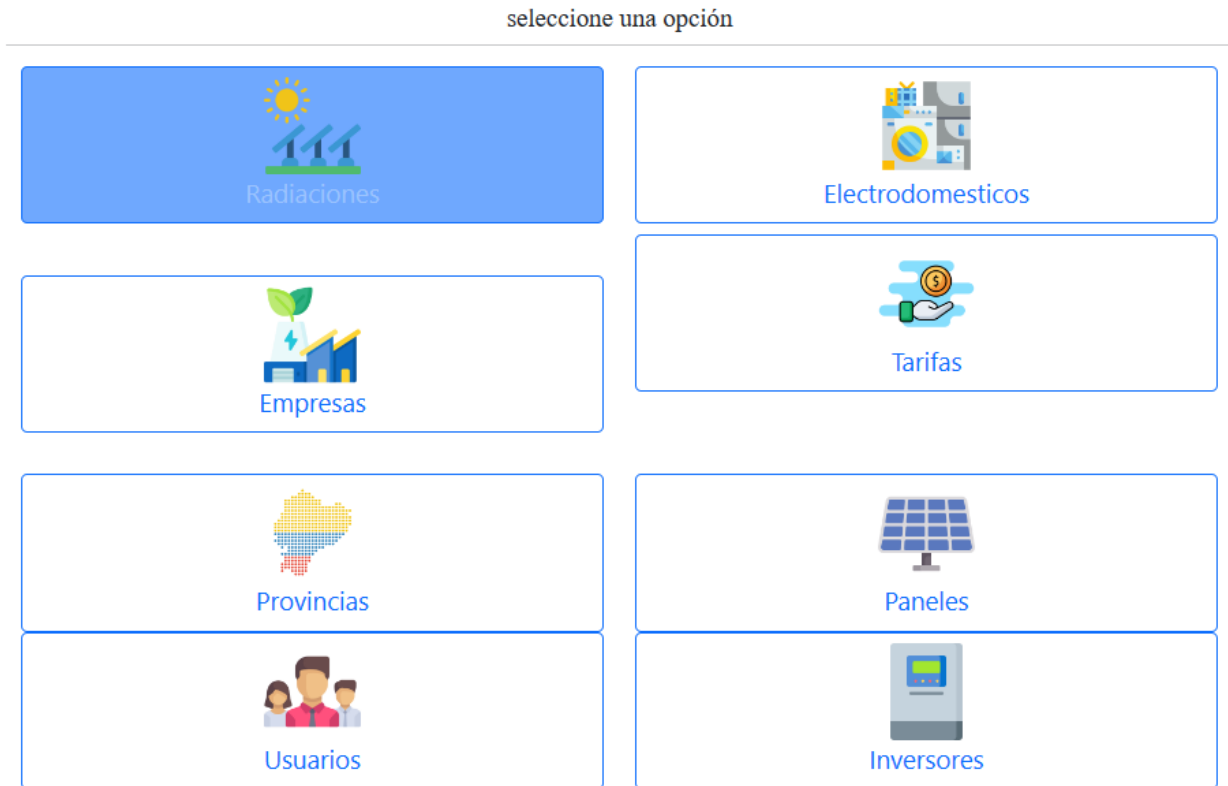 seleccione una opción
Radiaciones
Electrodomesticos
Empresas
Tarifas
Provincias
Paneles
Usuarios
Inversores